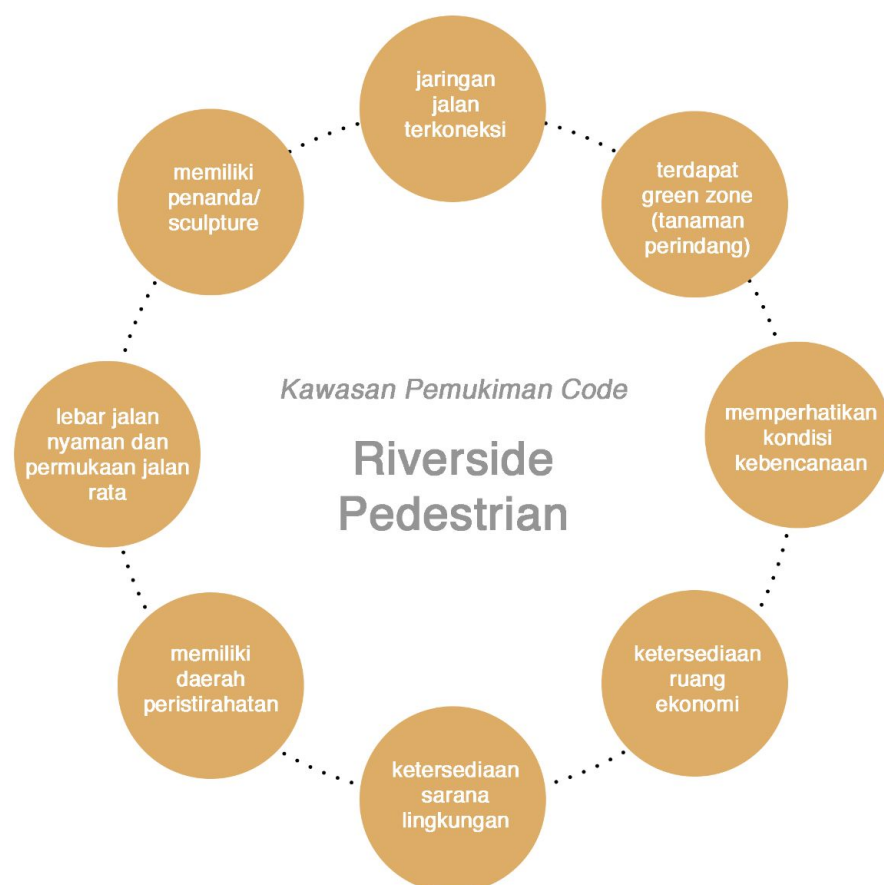 jaringan
jalan
terkoneksi
terdapat
green zone
(tanaman
perindang)
memperhatikan
kondisi
kebencanaan
ketersediaan
ruang
ekonomi
ketersediaan
sarana
lingkungan
memiliki
daerah
peristirahatan
lebar jalan
nyaman dan
permukaan jalan
rata
memiliki
penanda/
sculpture
Kawasan Pemukiman Code
Riverside
Pedestrian